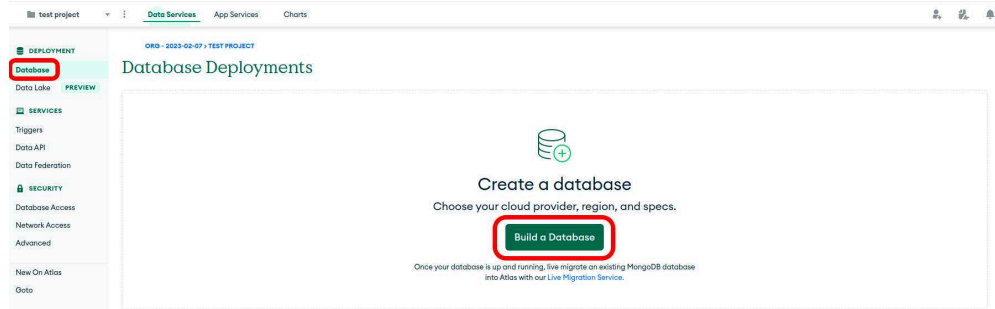 test project
Data Services App Services Charts
DEPLOYMENT
Database
Data Lake PREVIEW
SERVICES
Triggers
Data API
Data Federation
SECURITY
Database Access
Network Access
Advanced
New On Atlas
Goto
ORG - 2023-02-07 > TEST PROJECT
Database Deployments
Create a database
Choose your cloud provider, region, and specs.
Build a Database
Once your database is up and running, live migrate an existing MongoDB database
into Atlas with our Live Migration Service.